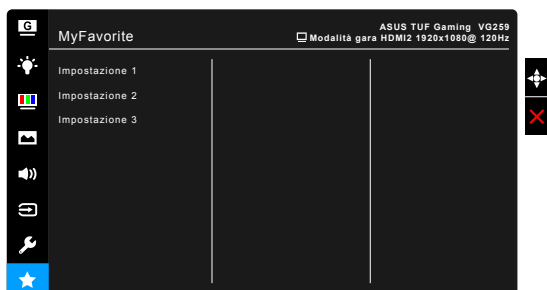 G
MyFavorite
ASUS TUF Gaming VG259
Modalità gara HDMI2 1920x1080@ 120Hz
Impostazione 1
Impostazione 2
Impostazione 3